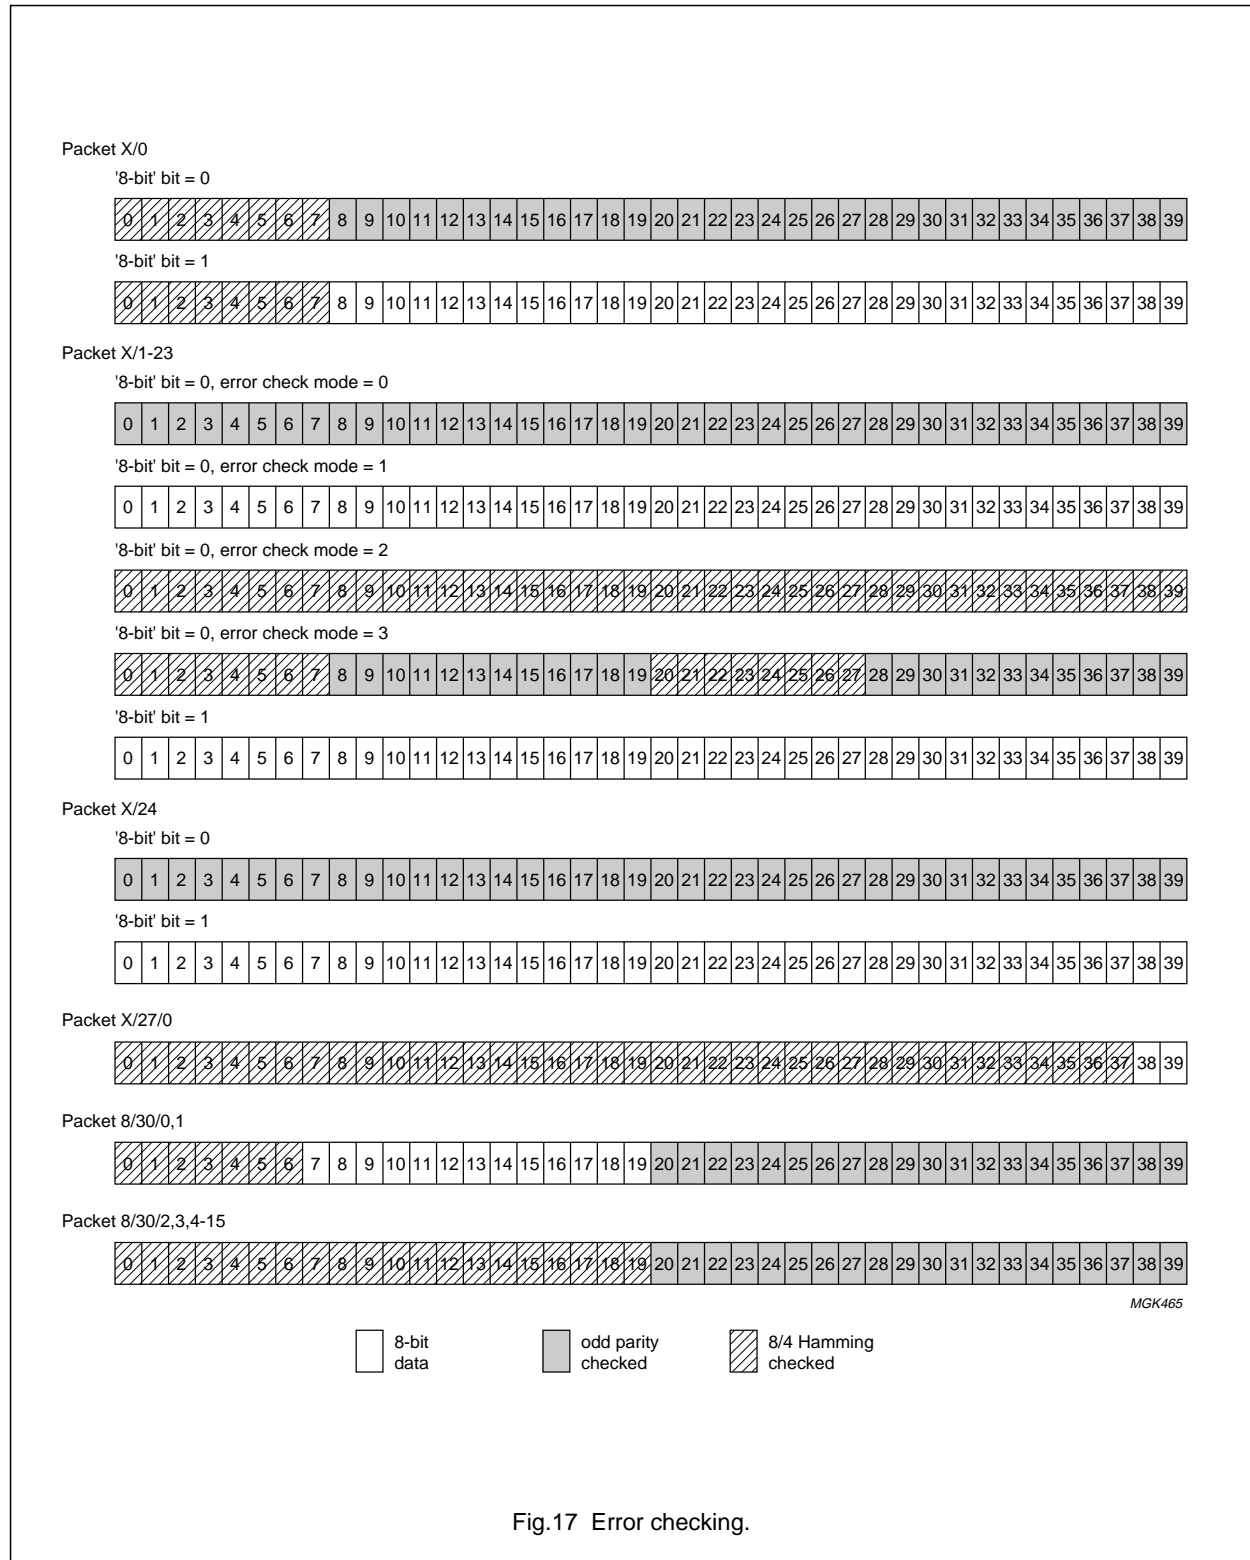 Packet X/0
'8-bit' bit = 0
0 1 2 3 4 5 6 7 8 9 10 11 12 13 14 15 16 17 18 19 20 21 22 23 24 25 26 27 28 29 30 31 32 33 34 35 36 37 38 39
'8-bit' bit = 1
0 1 2 3 4 5 6 7 8 9 10 11 12 13 14 15 16 17 18 19 20 21 22 23 24 25 26 27 28 29 30 31 32 33 34 35 36 37 38 39
Packet X/1-23
'8-bit' bit = 0, error check mode = 0
0 1 2 3 4 5 6 7 8 9 10 11 12 13 14 15 16 17 18 19 20 21 22 23 24 25 26 27 28 29 30 31 32 33 34 35 36 37 38 39
'8-bit' bit = 0, error check mode = 1
0 1 2 3 4 5 6 7 8 9 10 11 12 13 14 15 16 17 18 19 20 21 22 23 24 25 26 27 28 29 30 31 32 33 34 35 36 37 38 39
'8-bit' bit = 0, error check mode = 2
0 1 2 3 4 5 6 7 8 9 10 11 12 13 14 15 16 17 18 19 20 21 22 23 24 25 26 27 28 29 30 31 32 33 34 35 36 37 38 39
'8-bit' bit = 0, error check mode = 3
0 1 2 3 4 5 6 7 8 9 10 11 12 13 14 15 16 17 18 19 20 21 22 23 24 25 26 27 28 29 30 31 32 33 34 35 36 37 38 39
'8-bit' bit = 1
0 1 2 3 4 5 6 7 8 9 10 11 12 13 14 15 16 17 18 19 20 21 22 23 24 25 26 27 28 29 30 31 32 33 34 35 36 37 38 39
Packet X/24
'8-bit' bit = 0
0 1 2 3 4 5 6 7 8 9 10 11 12 13 14 15 16 17 18 19 20 21 22 23 24 25 26 27 28 29 30 31 32 33 34 35 36 37 38 39
'8-bit' bit = 1
0 1 2 3 4 5 6 7 8 9 10 11 12 13 14 15 16 17 18 19 20 21 22 23 24 25 26 27 28 29 30 31 32 33 34 35 36 37 38 39
Packet X/27/0
0 1 2 3 4 5 6 7 8 9 10 11 12 13 14 15 16 17 18 19 20 21 22 23 24 25 26 27 28 29 30 31 32 33 34 35 36 37 38 39
Packet 8/30/0,1
0 1 2 3 4 5 6 7 8 9 10 11 12 13 14 15 16 17 18 19 20 21 22 23 24 25 26 27 28 29 30 31 32 33 34 35 36 37 38 39
Packet 8/30/2,3,4-15
0 1 2 3 4 5 6 7 8 9 10 11 12 13 14 15 16 17 18 19 20 21 22 23 24 25 26 27 28 29 30 31 32 33 34 35 36 37 38 39
MGK465
8-bit
data
odd parity
checked
8/4 Hamming
checked
Fig.17 Error checking.